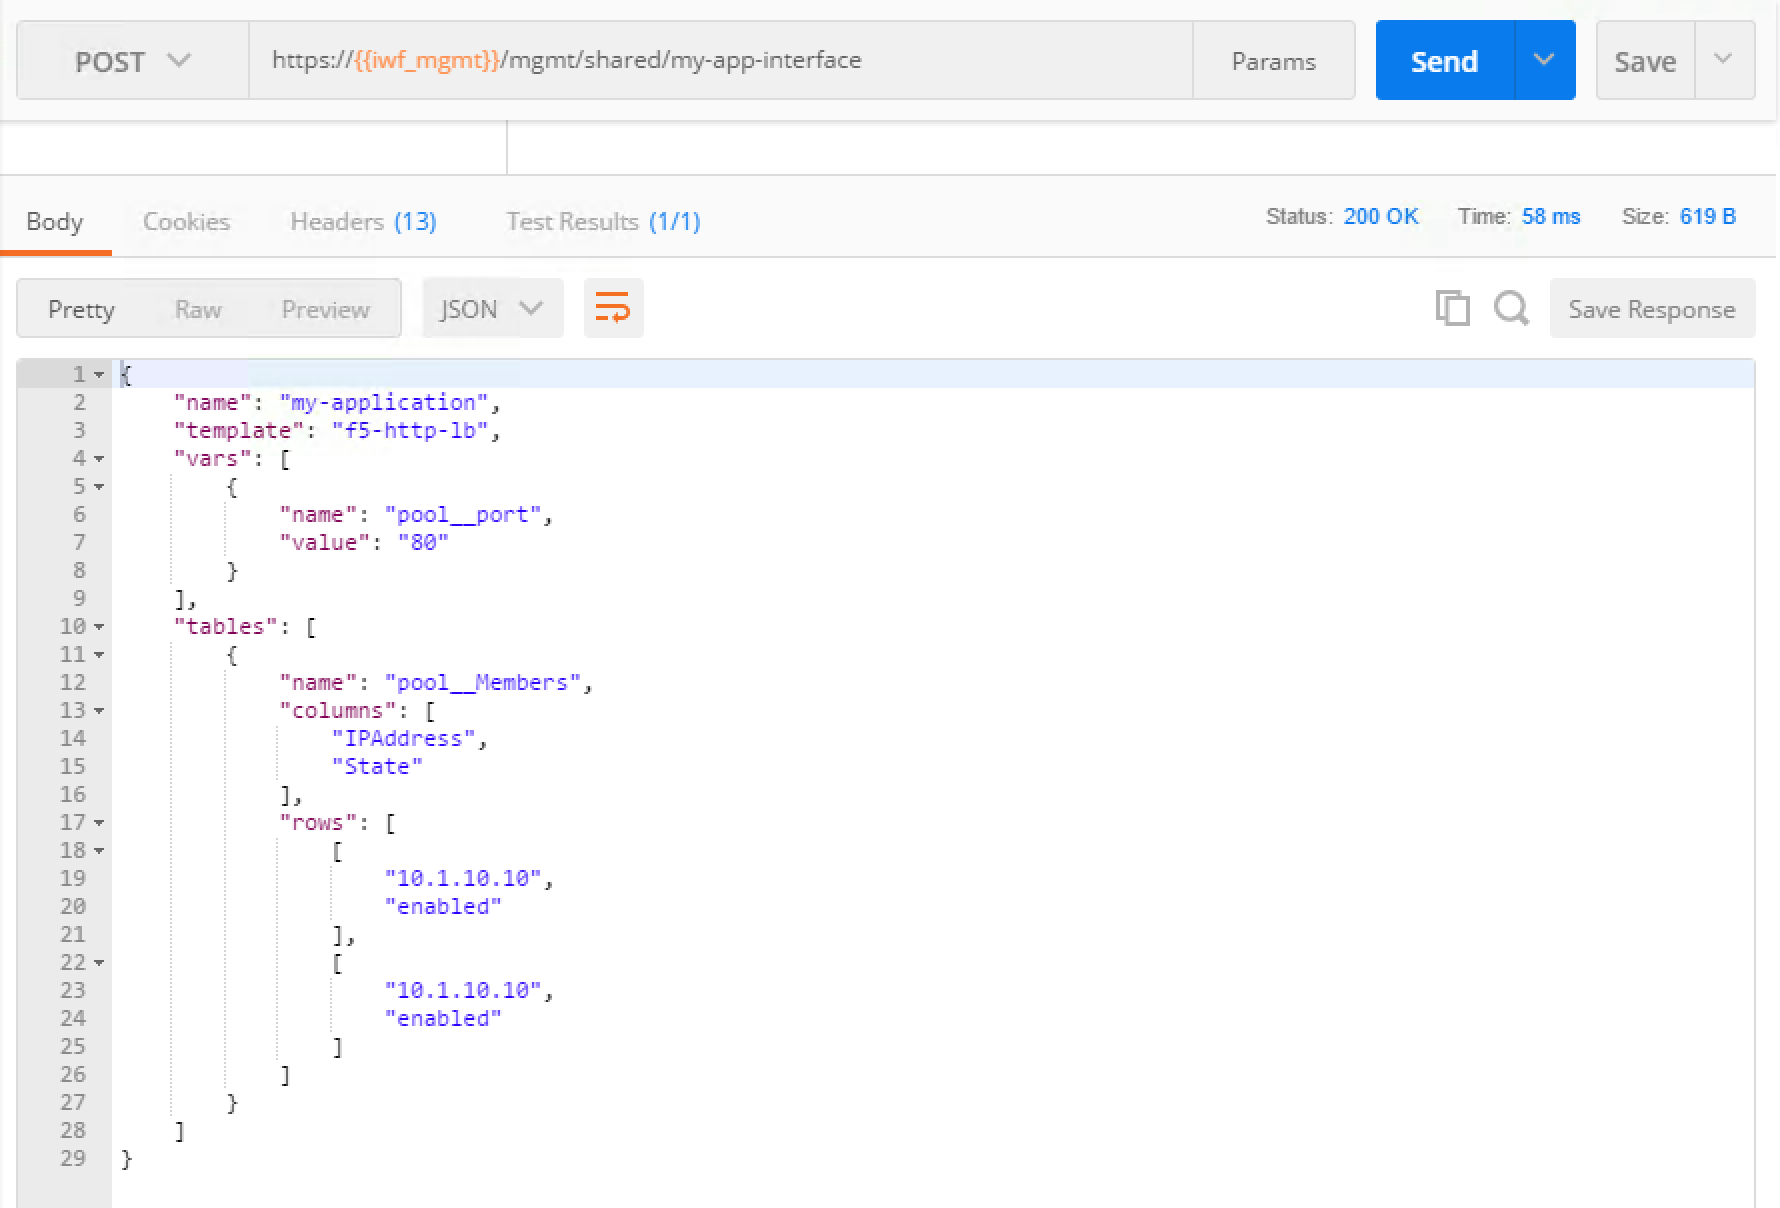 POST https://{{iwf_mgmt}}/mgmt/shared/my-app-interface Params Send Save
Body Cookies Headers (13) Test Results (1/1) Status: 200 OK Time: 58 ms Size: 619 B
Pretty Raw Preview JSON Save Response
1 {
2 "name": "my-application",
3 "template": "f5-http-lb",
4 "vars": [
5 {
6 "name": "pool__port",
7 "value": "80"
8 }
9 ],
10 "tables": [
11 {
12 "name": "pool__Members",
13 "columns": [
14 "IPAddress",
15 "State"
16 ],
17 "rows": [
18 [
19 "10.1.10.10",
20 "enabled"
21 ],
22 [
23 "10.1.10.10",
24 "enabled"
25 ]
26 ]
27 }
28 ]
29 }